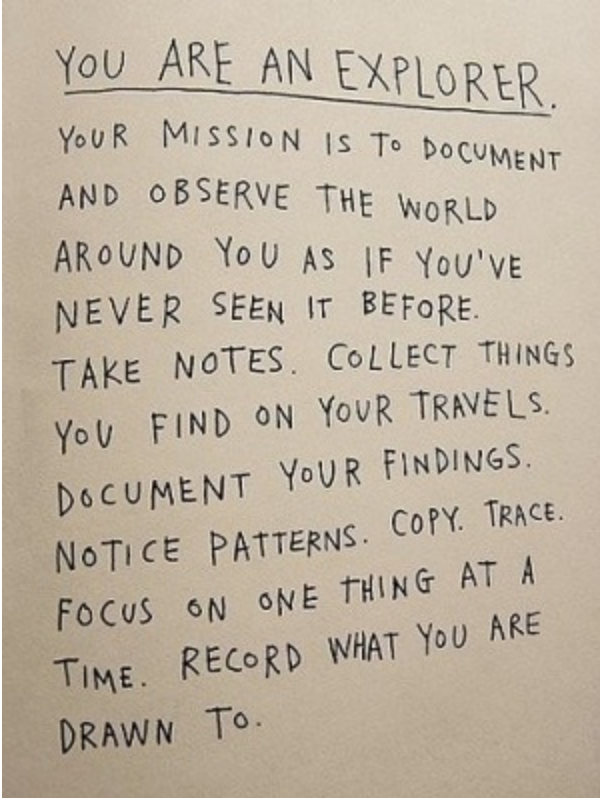 YOU ARE AN EXPLORER.
YOUR MISSION IS TO DOCUMENT
AND OBSERVE THE WORLD
AROUND YOU AS IF YOU'VE
NEVER SEEN IT BEFORE.
TAKE NOTES. COLLECT THINGS
YOU FIND ON YOUR TRAVELS.
DOCUMENT YOUR FINDINGS.
NOTICE PATTERNS. COPY. TRACE.
FOCUS ON ONE THING AT A
TIME. RECORD WHAT YOU ARE
DRAWN TO.